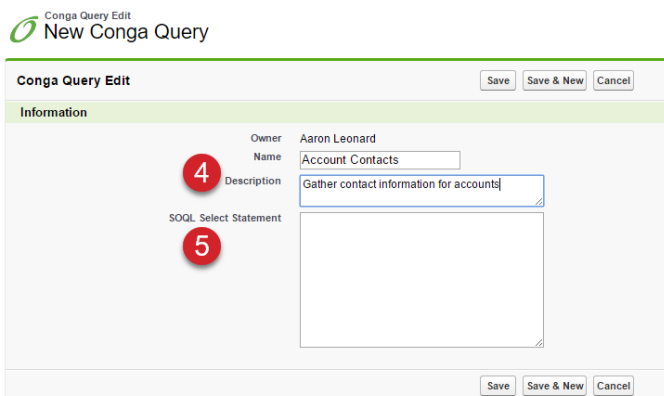 Conga Query Edit
New Conga Query
Conga Query Edit
Save Save & New Cancel
Information
Owner Aaron Leonard
Name Account Contacts
4
Description Gather contact information for accounts
SOQL Select Statement
5
Save Save & New Cancel